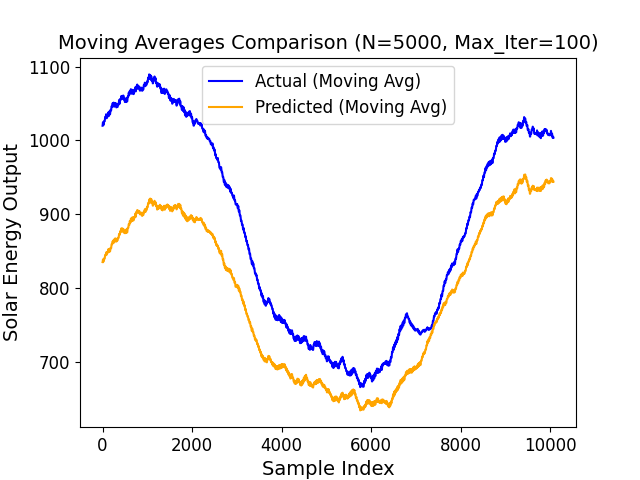 Moving Averages Comparison (N=5000, Max_Iter=100)
Actual (Moving Avg)
Predicted (Moving Avg)
Solar Energy Output
1100
1000
900
800
700
0 2000 4000 6000 8000 10000
Sample Index